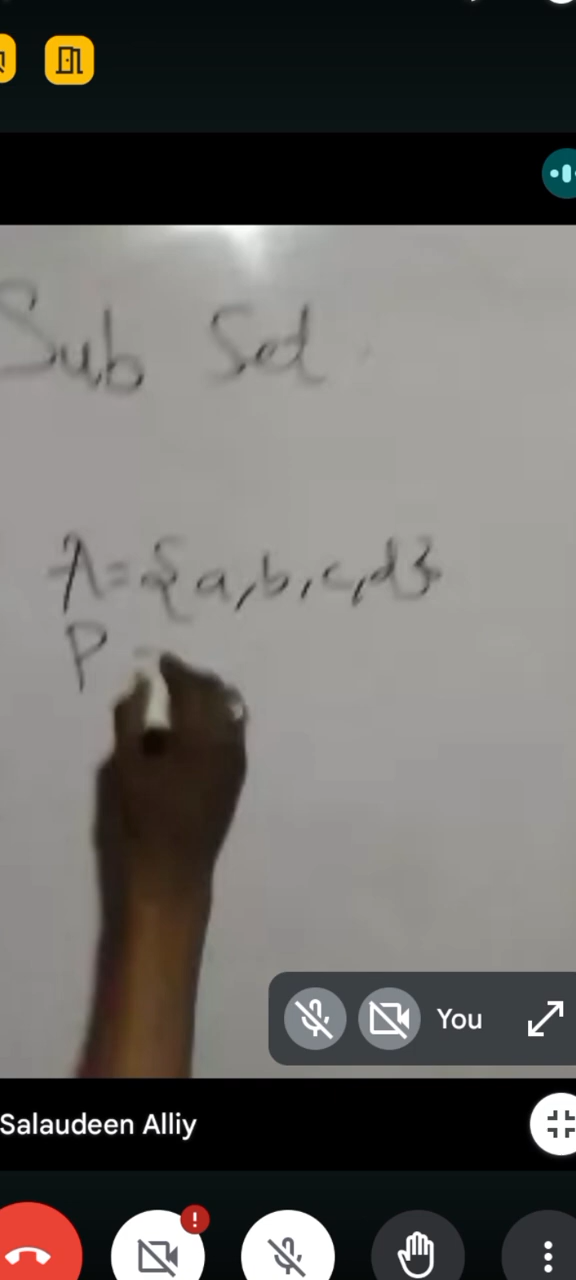 Sub Set
A={a,b,c,d}
P =
You
Salaudeen Alliy